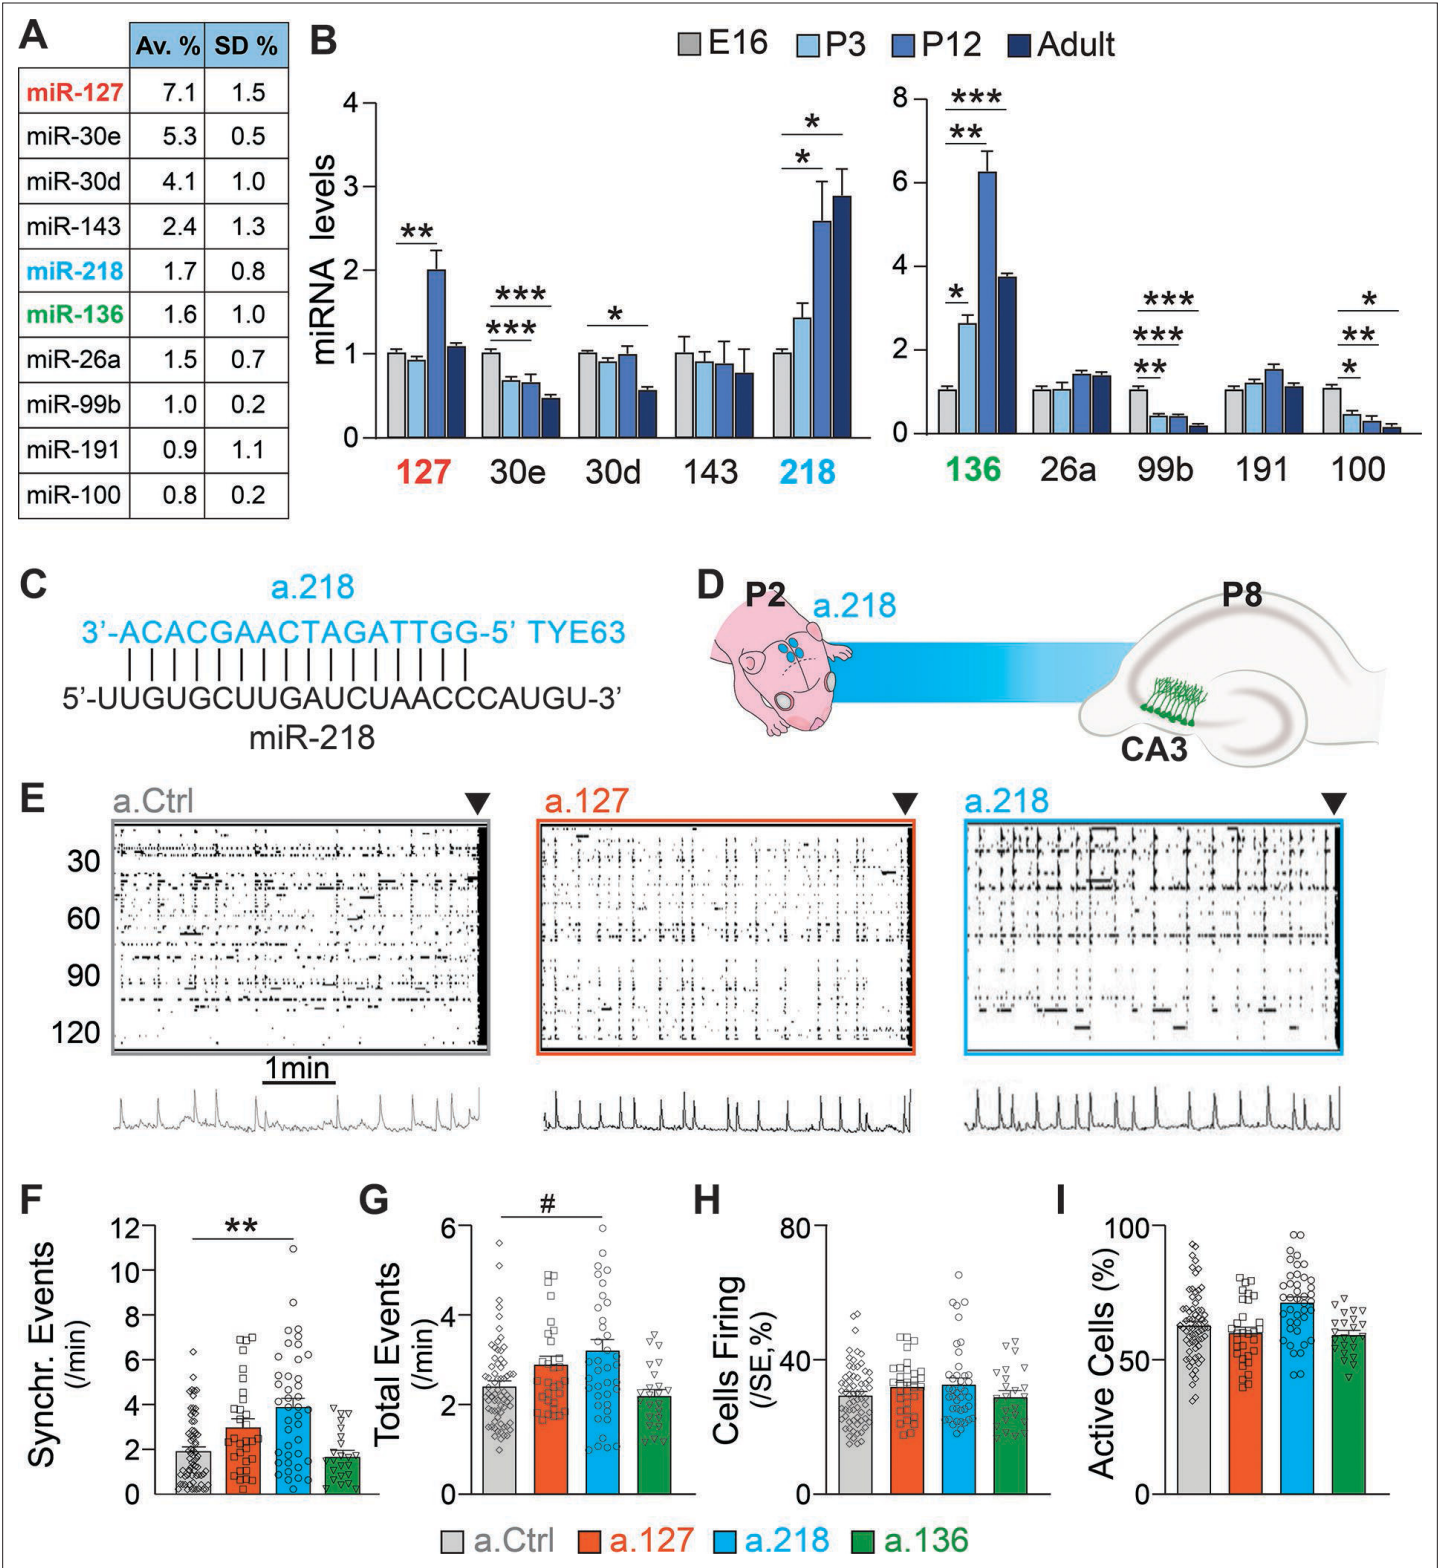 A
Av. % SD %
miR-127 7.1 1.5
miR-30e 5.3 0.5
miR-30d 4.1 1.0
miR-143 2.4 1.3
miR-218 1.7 0.8
miR-136 1.6 1.0
miR-26a 1.5 0.7
miR-99b 1.0 0.2
miR-191 0.9 1.1
miR-100 0.8 0.2
B
E16 P3 P12 Adult
miRNA levels
4
3
2
1
0
**
***
***
*
*
*
127 30e 30d 143 218
8
6
4
2
0
***
**
*
***
***
**
*
**
*
136 26a 99b 191 100
C
a.218
3’-ACACGAACTAGATTGG-5’ TYE63
5’-UUGUGCUUGAUCUAACCCAUGU-3’
miR-218
D
P2
a.218
P8
CA3
E
a.Ctrl
a.127
a.218
30
60
90
120
1min
F
Synchr. Events
(/min)
12
10
8
6
4
2
0
**
G
Total Events
(/min)
6
4
2
0
#
H
Cells Firing
(/SE,%)
80
40
0
I
Active Cells (%)
100
50
0
a.Ctrl a.127 a.218 a.136